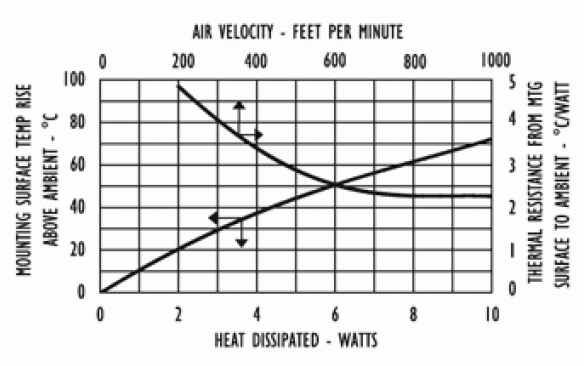 AIR VELOCITY - FEET PER MINUTE
0 200 400 600 800 1000
MOUNTING SURFACE TEMP RISE
ABOVE AMBIENT - °C
100
80
60
40
20
0
5
4
3
2
1
0
THERMAL RESISTANCE FROM MTG
SURFACE TO AMBIENT - °C/WATT
0 2 4 6 8 10
HEAT DISSIPATED - WATTS